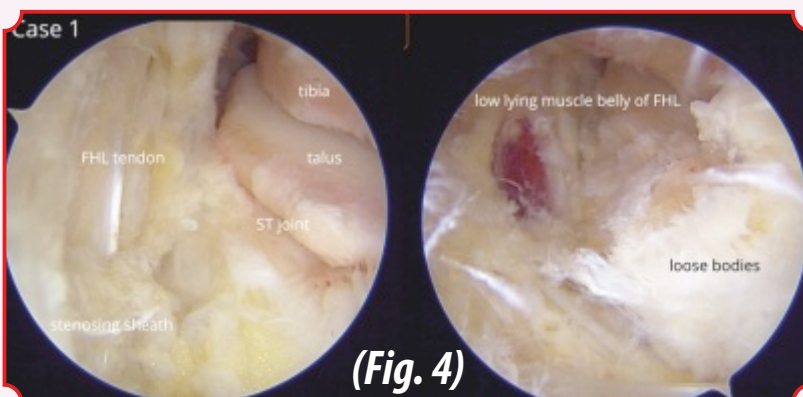 Case 1
tibia
FHL tendon
talus
ST joint
stenosing sheath
low lying muscle belly of FHL
loose bodies
(Fig. 4)